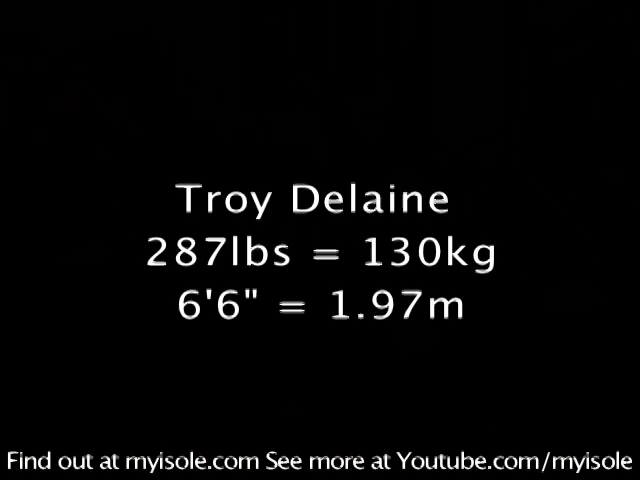 Troy Delaine
287lbs = 130kg
6'6" = 1.97m
Find out at myisole.com See more at Youtube.com/myisole